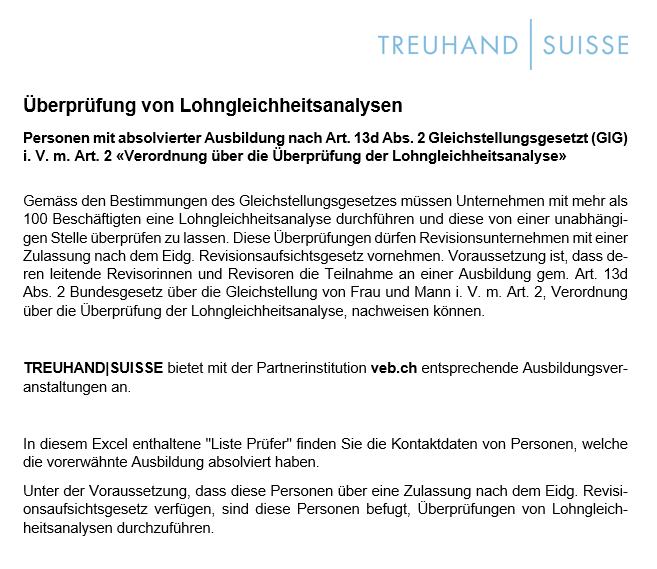 TREUHAND | SUISSE
Überprüfung von Lohngleichheitsanalysen
Personen mit absolvierter Ausbildung nach Art. 13d Abs. 2 Gleichstellungsgesetzt (GlG)
i. V. m. Art. 2 «Verordnung über die Überprüfung der Lohngleichheitsanalyse»
Gemäss den Bestimmungen des Gleichstellungsgesetzes müssen Unternehmen mit mehr als
100 Beschäftigten eine Lohngleichheitsanalyse durchführen und diese von einer unabhängi-
gen Stelle überprüfen zu lassen. Diese Überprüfungen dürfen Revisionsunternehmen mit einer
Zulassung nach dem Eidg. Revisionsaufsichtsgesetz vornehmen. Voraussetzung ist, dass de-
ren leitende Revisorinnen und Revisoren die Teilnahme an einer Ausbildung gem. Art. 13d
Abs. 2 Bundesgesetz über die Gleichstellung von Frau und Mann i. V. m. Art. 2, Verordnung
über die Überprüfung der Lohngleichheitsanalyse, nachweisen können.
TREUHAND|SUISSE bietet mit der Partnerinstitution veb.ch entsprechende Ausbildungsver-
anstaltungen an.
In diesem Excel enthaltene "Liste Prüfer" finden Sie die Kontaktdaten von Personen, welche
die vorerwähnte Ausbildung absolviert haben.
Unter der Voraussetzung, dass diese Personen über eine Zulassung nach dem Eidg. Revisi-
onsaufsichtsgesetz verfügen, sind diese Personen befugt, Überprüfungen von Lohngleich-
heitsanalysen durchzuführen.